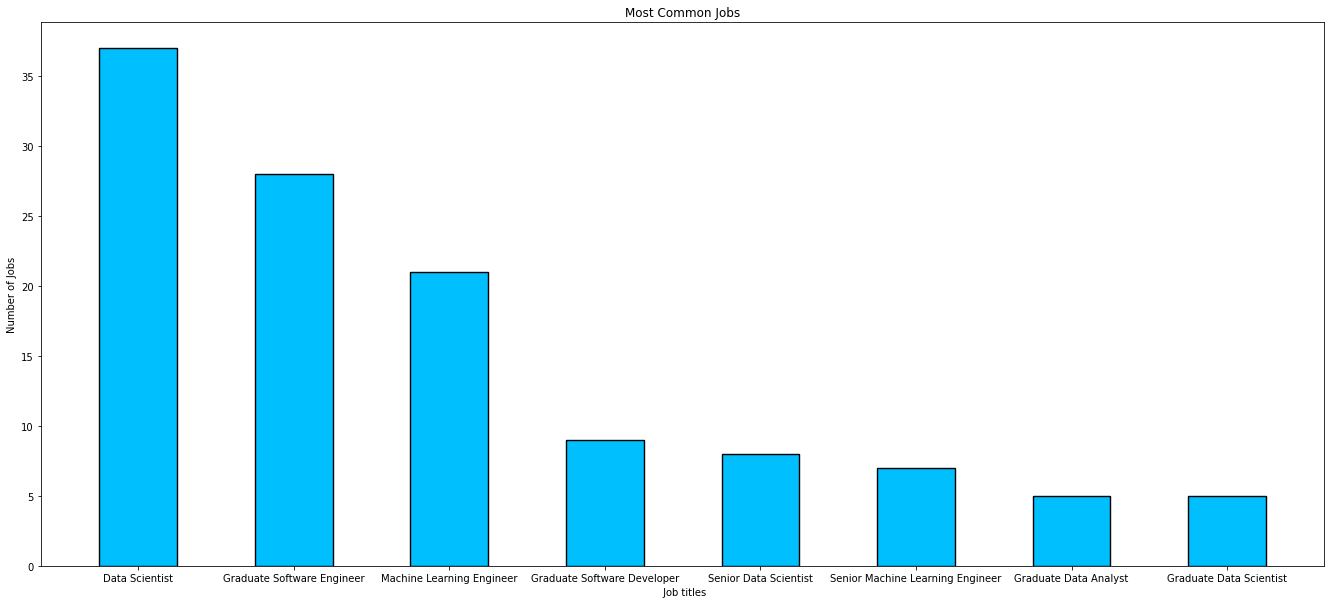 Most Common Jobs
35
30
25
20
15
10
5
0
Number of Jobs
Data Scientist
Graduate Software Engineer
Machine Learning Engineer
Graduate Software Developer
Senior Data Scientist
Senior Machine Learning Engineer
Graduate Data Analyst
Graduate Data Scientist
Job titles